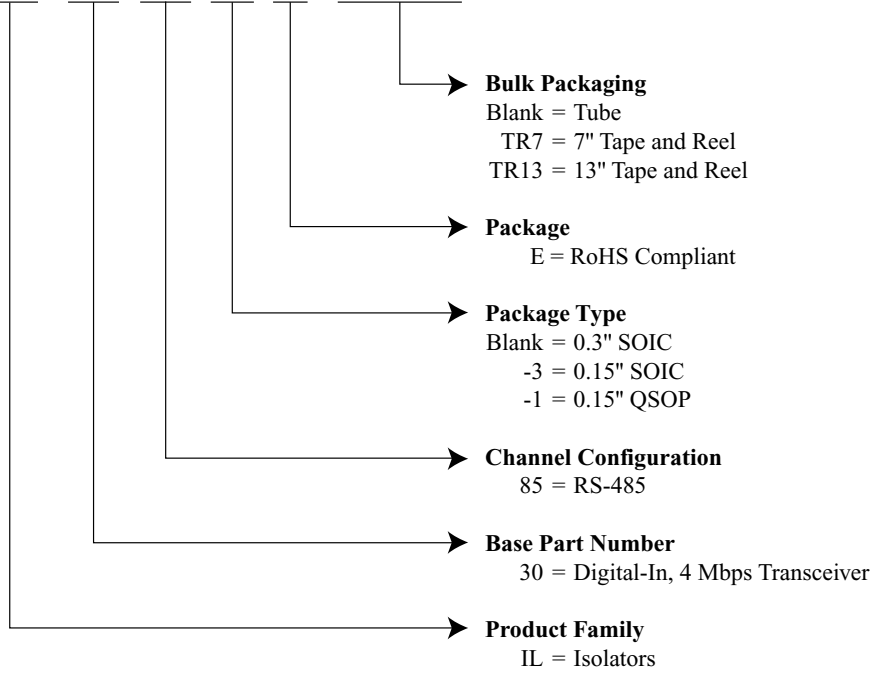 Bulk Packaging
Blank = Tube
TR7 = 7" Tape and Reel
TR13 = 13" Tape and Reel
Package
E = RoHS Compliant
Package Type
Blank = 0.3" SOIC
-3 = 0.15" SOIC
-1 = 0.15" QSOP
Channel Configuration
85 = RS-485
Base Part Number
30 = Digital-In, 4 Mbps Transceiver
Product Family
IL = Isolators